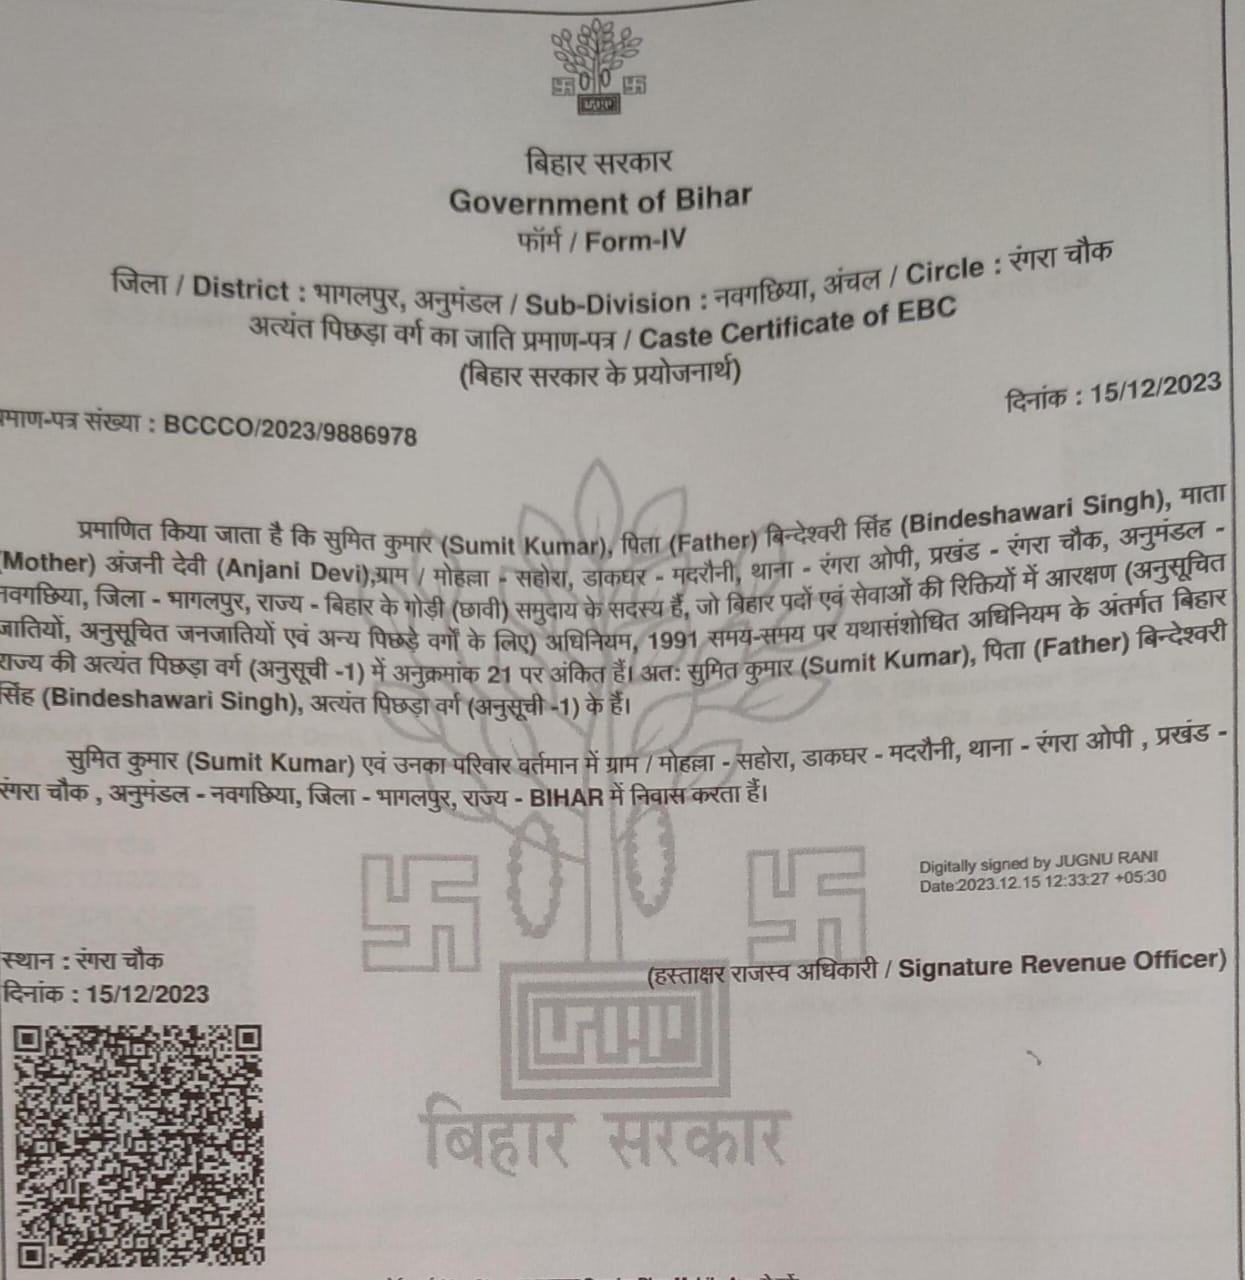 बिहार सरकार
Government of Bihar
फॉर्म / Form-IV
जिला / District : भागलपुर, अनुमंडल / Sub-Division : नवगछिया, अंचल / Circle : रंगरा चौक
अत्यंत पिछड़ा वर्ग का जाति प्रमाण-पत्र / Caste Certificate of EBC
(बिहार सरकार के प्रयोजनार्थ)
दिनांक : 15/12/2023
माण-पत्र संख्या : BCCCO/2023/9886978
प्रमाणित किया जाता है कि सुमित कुमार (Sumit Kumar), पिता (Father) बिन्देश्वरी सिंह (Bindeshawari Singh), माता
(Mother) अंजनी देवी (Anjani Devi),ग्राम / मोहल्ला - सहोरा, डाकघर - मदरौनी, थाना - रंगरा ओपी, प्रखंड - रंगरा चौक, अनुमंडल -
नवगछिया, जिला - भागलपुर, राज्य - बिहार के गोड़ी (छावी) समुदाय के सदस्य हैं, जो बिहार पदों एवं सेवाओं की रिक्तियों में आरक्षण (अनुसूचित
जातियों, अनुसूचित जनजातियों एवं अन्य पिछड़े वर्गों के लिए) अधिनियम, 1991 समय-समय पर यथासंशोधित अधिनियम के अंतर्गत बिहार
राज्य की अत्यंत पिछड़ा वर्ग (अनुसूची -1) में अनुक्रमांक 21 पर अंकित हैं। अतः सुमित कुमार (Sumit Kumar), पिता (Father) बिन्देश्वरी
सिंह (Bindeshawari Singh), अत्यंत पिछड़ा वर्ग (अनुसूची -1) के हैं।
सुमित कुमार (Sumit Kumar) एवं उनका परिवार वर्तमान में ग्राम / मोहल्ला - सहोरा, डाकघर - मदरौनी, थाना - रंगरा ओपी , प्रखंड -
रंगरा चौक , अनुमंडल - नवगछिया, जिला - भागलपुर, राज्य - BIHAR में निवास करता हैं।
Digitally signed by JUGNU RANI
Date:2023.12.15 12:33:27 +05:30
स्थान : रंगरा चौक
(हस्ताक्षर राजस्व अधिकारी / Signature Revenue Officer)
दिनांक : 15/12/2023
बिहार सरकार